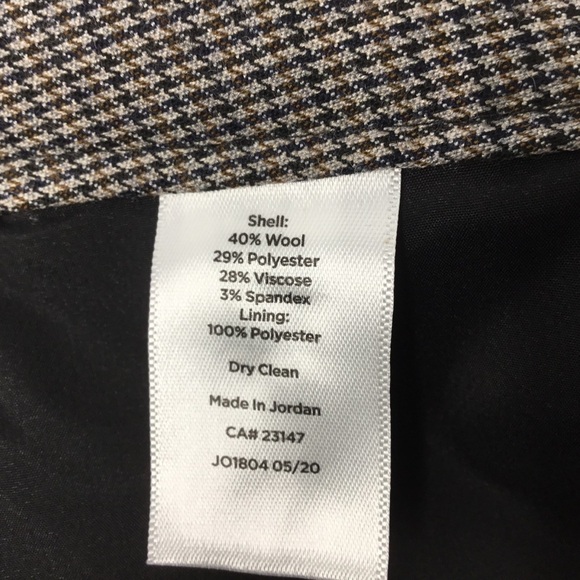 Shell:
40% Wool
29% Polyester
28% Viscose
3% Spandex
Lining:
100% Polyester
Dry Clean
Made In Jordan
CA# 23147
JO1804 05/20